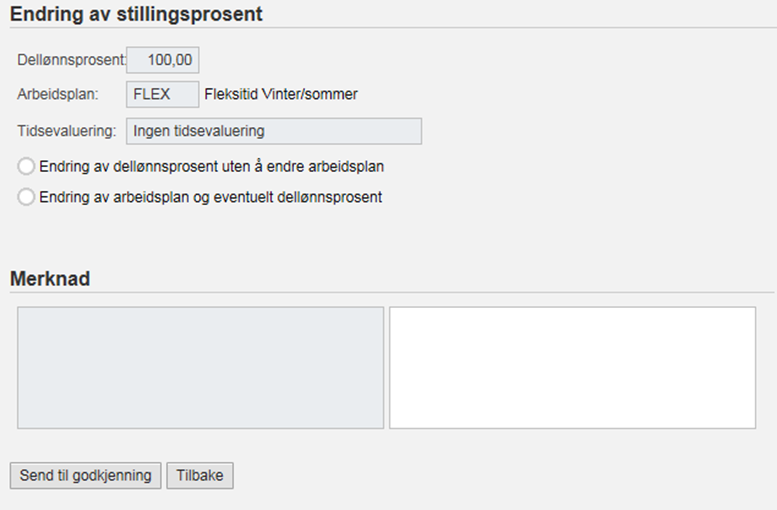 Endring av stillingsprosent
Dellønnsprosent: 100,00
Arbeidsplan: FLEX Fleksitid Vinter/sommer
Tidsevaluering: Ingen tidsevaluering
Endring av dellønnsprosent uten å endre arbeidsplan
Endring av arbeidsplan og eventuelt dellønnsprosent
Merknad
Send til godkjenning Tilbake